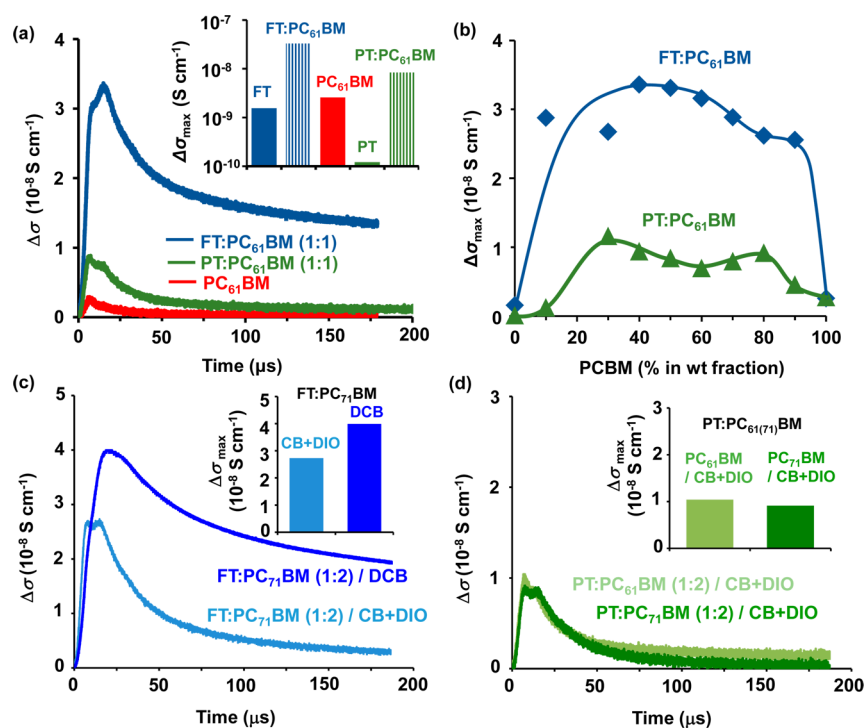 (a)
Δσ (10⁻⁸ S cm⁻¹)
5
4
3
2
1
0
0 25 50 75 100 125 150 175 200
Time (μs)
FT:PC₆₁BM (1:1)
PT:PC₆₁BM (1:1)
PC₆₁BM
Δσmax (S cm⁻¹)
10⁻⁷
10⁻⁸
10⁻⁹
10⁻¹⁰
FT:PC₆₁BM
PT:PC₆₁BM
FT
PC₆₁BM
PT
(b)
Δσmax (10⁻⁸ S cm⁻¹)
4
3
2
1
0
0 20 40 60 80 100
PCBM (% in wt fraction)
FT:PC₆₁BM
PT:PC₆₁BM
(c)
Δσ (10⁻⁸ S cm⁻¹)
5
4
3
2
1
0
0 50 100 150 200
Time (μs)
FT:PC₇₁BM
DCB
CB+DIO
Δσmax
(10⁻⁸ S cm⁻¹)
5
4
3
2
1
0
FT:PC₇₁BM (1:2) / DCB
FT:PC₇₁BM (1:2) / CB+DIO
(d)
Δσ (10⁻⁸ S cm⁻¹)
3
2
1
0
0 50 100 150 200
Time (μs)
PT:PC₆₁₍₇₁₎BM
PC₆₁BM
/ CB+DIO
PC₇₁BM
/ CB+DIO
Δσmax
(10⁻⁸ S cm⁻¹)
3
2
1
0
PT:PC₆₁BM (1:2) / CB+DIO
PT:PC₇₁BM (1:2) / CB+DIO